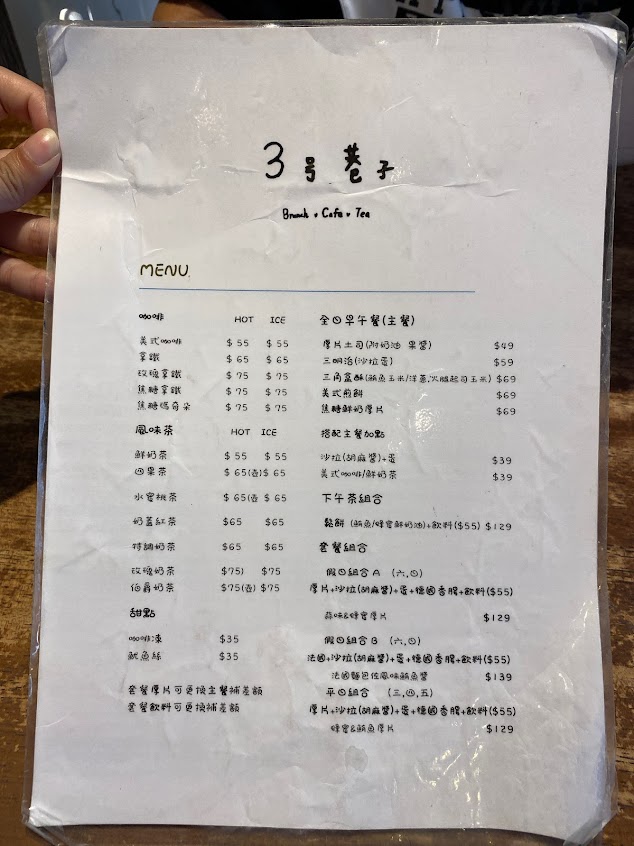 3号巷子
Brunch • Cafe • Tea
MENU
咖啡 HOT ICE
美式咖啡 $55 $55
拿鐵 $65 $65
玫瑰拿鐵 $75 $75
焦糖拿鐵 $75 $75
焦糖瑪奇朵 $75 $75
風味茶 HOT ICE
鮮奶茶 $55 $55
四果茶 $65(壺) $65
水蜜桃茶 $65(壺 $65
奶蓋紅茶 $65 $65
特調奶茶 $65 $65
玫瑰奶茶 $75) $75
伯爵奶茶 $75(壺) $75
甜點
咖啡凍 $35
魷魚絲 $35
套餐厚片可更換主餐補差額
套餐飲料可更換補差額
全日早午餐(主餐)
厚片土司(附奶油 果醬) $49
三明治(沙拉蛋) $59
三角盒酥(鮪魚玉米/洋蔥,火腿起司玉米) $69
美式煎餅 $69
焦糖鮮奶厚片 $69
搭配主餐加點
沙拉(胡麻醬)+蛋 $39
美式咖啡/鮮奶茶 $39
下午茶組合
鬆餅 (鮪魚/蜂蜜鮮奶油)+飲料($55) $129
套餐組合
假日組合A (六,日)
厚片+沙拉(胡麻醬)+蛋+德國香腸+飲料($55)
蒜味&蜂蜜厚片 $129
假日組合B (六,日)
法國+沙拉(胡麻醬)+蛋+德國香腸+飲料($55)
法國麵包佐風味鮪魚醬 $139
平日組合 (三,四,五)
厚片+沙拉(胡麻醬)+蛋+德國香腸+飲料($55)
蜂蜜&鮪魚厚片 $129